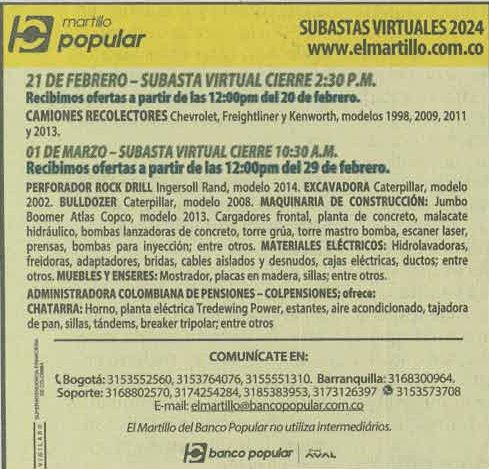 martillo
popular
SUBASTAS VIRTUALES 2024
www.elmartillo.com.co
21 DE FEBRERO – SUBASTA VIRTUAL CIERRE 2:30 P.M.
Recibimos ofertas a partir de las 12:00pm del 20 de febrero.
CAMIONES RECOLECTORES Chevrolet, Freightliner y Kenworth, modelos 1998, 2009, 2011
y 2013.
01 DE MARZO – SUBASTA VIRTUAL CIERRE 10:30 A.M.
Recibimos ofertas a partir de las 12:00pm del 29 de febrero.
PERFORADOR ROCK DRILL Ingersoll Rand, modelo 2014. EXCAVADORA Caterpillar, modelo
2002. BULLDOZER Caterpillar, modelo 2008. MAQUINARIA DE CONSTRUCCIÓN: Jumbo
Boomer Atlas Copco, modelo 2013. Cargadores frontal, planta de concreto, malacate
hidráulico, bombas lanzadoras de concreto, torre grúa, torre mastro bomba, escaner laser,
prensas, bombas para inyección; entre otros. MATERIALES ELÉCTRICOS: Hidrolavadoras,
freidoras, adaptadores, bridas, cables aislados y desnudos, cajas eléctricas, ductos; entre
otros. MUEBLES Y ENSERES: Mostrador, placas en madera, sillas; entre otros.
ADMINISTRADORA COLOMBIANA DE PENSIONES – COLPENSIONES; ofrece:
CHATARRA: Horno, planta eléctrica Tredewing Power, estantes, aire acondicionado, tajadora
de pan, sillas, tándems, breaker tripolar; entre otros
COMUNÍCATE EN:
Bogotá: 3153552560, 3153764076, 3155551310. Barranquilla: 3168300964.
Soporte: 3168802570, 3174254284, 3185383953, 3173126397 3153573708
E-mail: elmartillo@bancopopular.com.co
El Martillo del Banco Popular no utiliza intermediários.
banco popular
AVAL
VIGILADO SUPERINTENDENCIA FINANCIERA
DE COLOMBIA